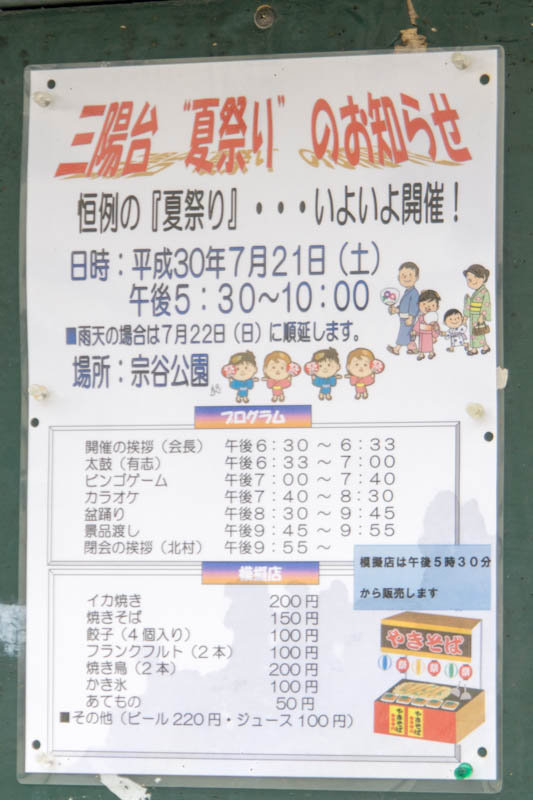 三陽台 “夏祭り” のお知らせ
恒例の『夏祭り』・・・いよいよ開催！
日時：平成30年7月21日（土）
午後5：30～10：00
■雨天の場合は7月22日（日）に順延します。
場所：宗谷公園
プログラム
開催の挨拶（会長） 午後6：30 ～ 6：33
太鼓（有志） 午後6：33 ～ 7：00
ビンゴゲーム 午後7：00 ～ 7：40
カラオケ 午後7：40 ～ 8：30
盆踊り 午後8：30 ～ 9：45
景品渡し 午後9：45 ～ 9：55
閉会の挨拶（北村） 午後9：55 ～
模擬店は午後５時３０分
から販売します
模擬店
イカ焼き 200円
焼きそば 150円
餃子（4個入り） 100円
フランクフルト（2本） 100円
焼き鳥（2本） 200円
かき氷 100円
あてもの 50円
■その他（ビール220円・ジュース100円）
やきそば
祭 祭 祭
やきそば やきそば